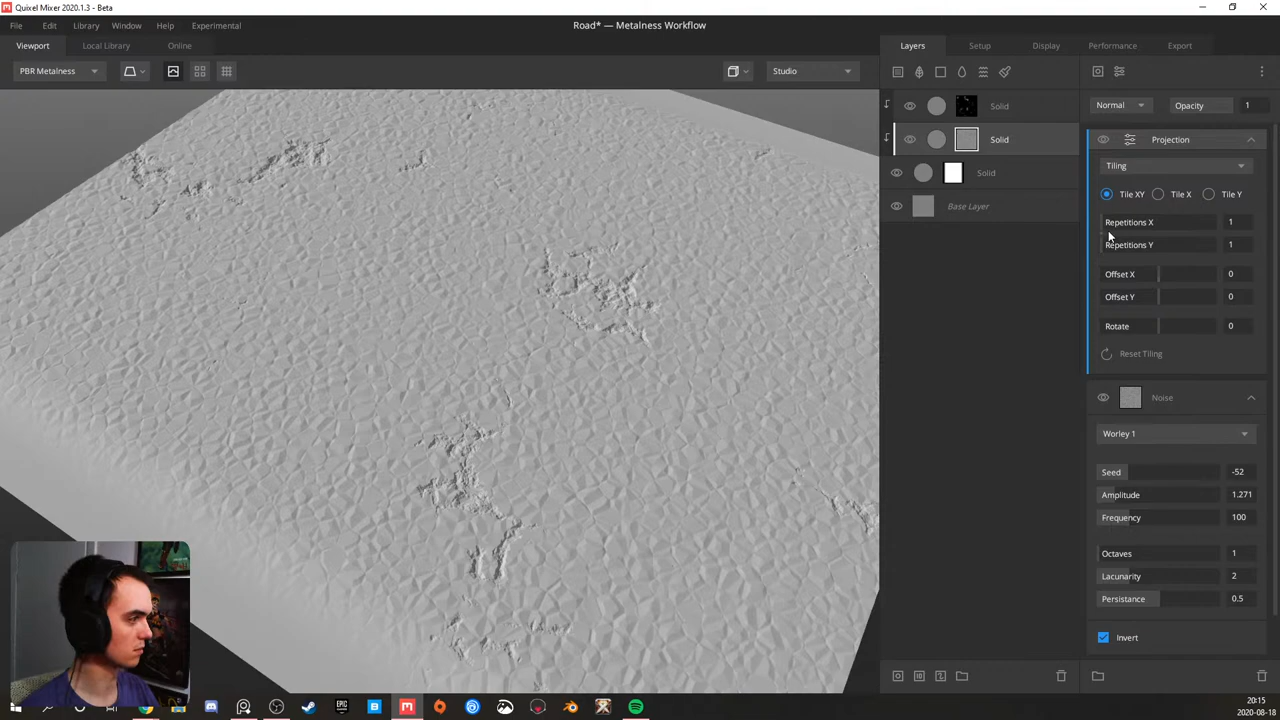 Quixel Mixer 2020.1.3 - Beta
File Edit Library Window Help Experimental
Road* — Metalness Workflow
Viewport Local Library Online
Layers Setup Display Performance Export
PBR Metalness
Studio
Normal Opacity 1
Solid
Solid
Solid
Base Layer
Projection
Tiling
Tile XY Tile X Tile Y
Repetitions X 1
Repetitions Y 1
Offset X 0
Offset Y 0
Rotate 0
Reset Tiling
Noise
Worley 1
Seed -52
Amplitude 1.271
Frequency 100
Octaves 1
Lacunarity 2
Persistance 0.5
Invert
EPIC
20:15
2020-08-18